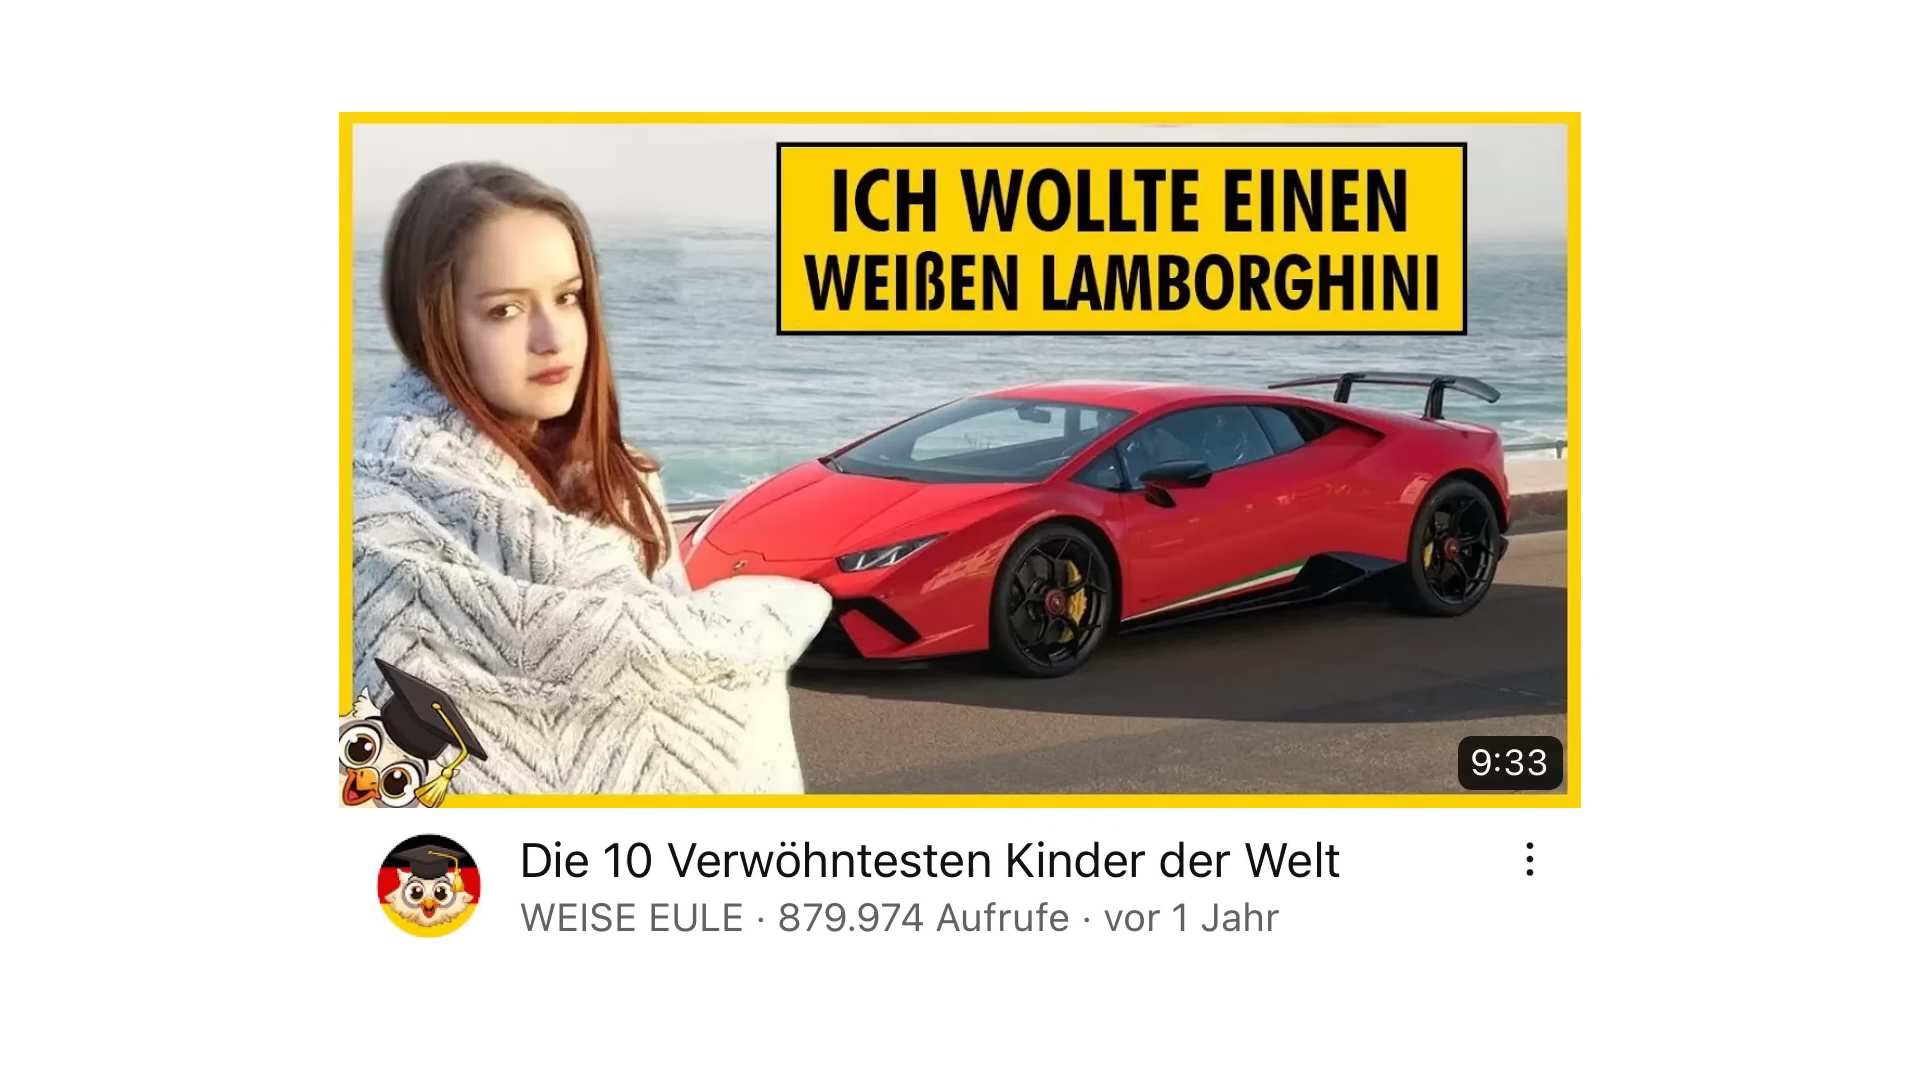 ICH WOLLTE EINEN
WEIßEN LAMBORGHINI
9:33
Die 10 Verwöhntesten Kinder der Welt
WEISE EULE · 879.974 Aufrufe · vor 1 Jahr